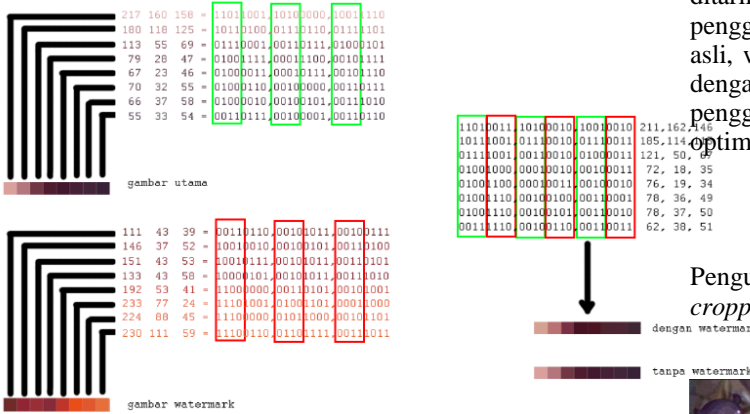 217 160 158 = 11011001,10100000,10011110
180 118 125 = 10110100,01110110,01111101
113 55 69 = 01110001,00110111,01000101
79 28 47 = 01001111,00011100,00101111
67 23 46 = 01000011,00010111,00101110
70 32 55 = 01000110,00100000,00110111
66 37 58 = 01000010,00100101,00111010
55 33 54 = 00110111,00100001,00110110
gambar utama
111 43 39 = 00110110,00101011,00100111
146 37 52 = 10010010,00100101,00110100
151 43 53 = 10010111,00101011,00110101
133 43 58 = 10000101,00101011,00111010
192 53 41 = 11000000,00110101,00101001
233 77 24 = 11101001,01001101,00011000
224 88 45 = 11100000,01011000,00101101
230 111 59 = 11100110,01101111,00111011
gambar watermark
11010011,10100010,10010010 211,162,146
10111001,01110010,01110010 185,114,
01111001,00110010,01000011 121, 50, 67
01001000,00010010,00100011 72, 18, 35
01001100,00010011,00100010 76, 19, 34
01001110,00100100,00110001 78, 36, 49
01001110,00100101,00110010 78, 37, 50
00111110,00100110,00110011 62, 38, 51
dengan watermar
tanpa watermark
pengg
asli, v
denga
pengg
optim
Pengu
cropp